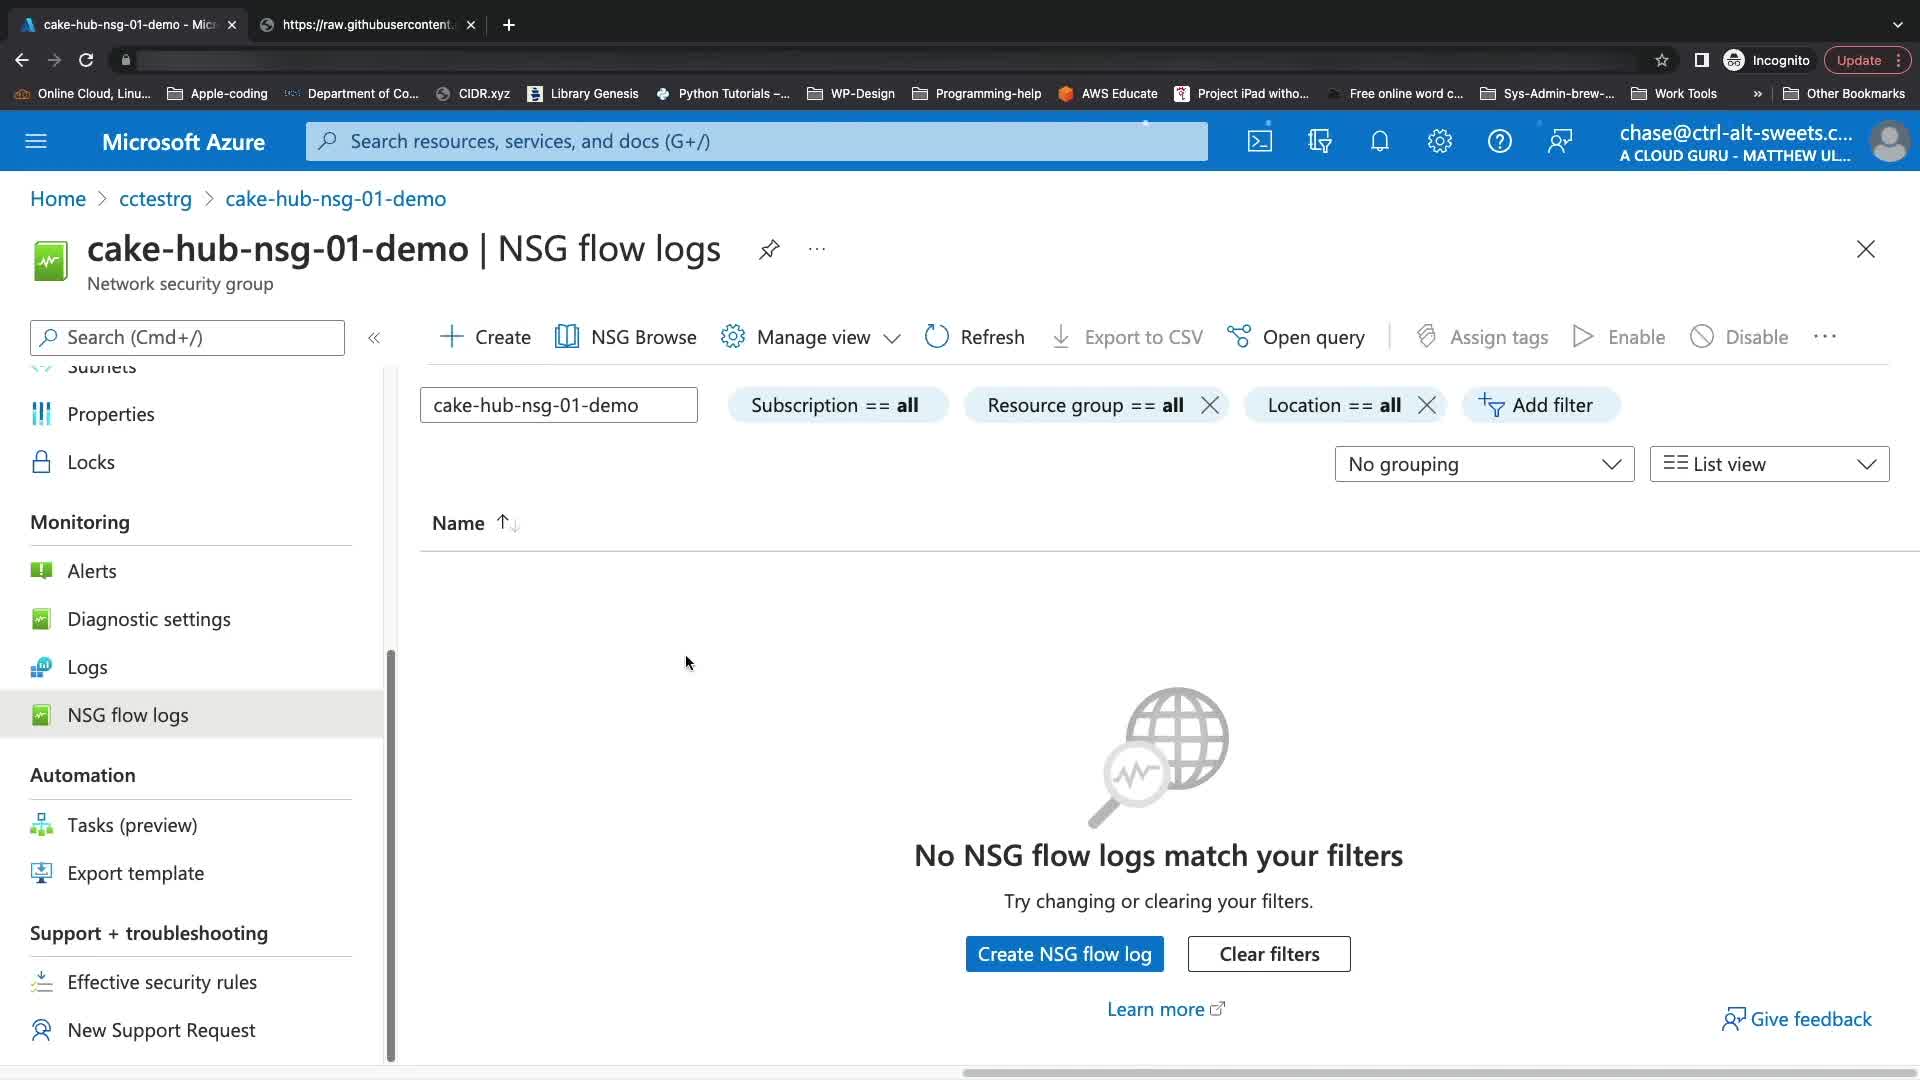 cake-hub-nsg-01-demo - Micr
https://raw.githubusercontent.
Incognito
Update
Online Cloud, Linu...
Apple-coding
Department of Co...
CIDR.xyz
Library Genesis
Python Tutorials –...
WP-Design
Programming-help
AWS Educate
Project iPad witho...
Free online word c...
Sys-Admin-brew-...
Work Tools
»
Other Bookmarks
Microsoft Azure
Search resources, services, and docs (G+/)
chase@ctrl-alt-sweets.c...
A CLOUD GURU - MATTHEW UL...
Home > cctestrg > cake-hub-nsg-01-demo
cake-hub-nsg-01-demo | NSG flow logs
Network security group
Search (Cmd+/)
«
Create
NSG Browse
Manage view
Refresh
Export to CSV
Open query
Assign tags
Enable
Disable
Subnets
Properties
Locks
Monitoring
Alerts
Diagnostic settings
Logs
NSG flow logs
Automation
Tasks (preview)
Export template
Support + troubleshooting
Effective security rules
New Support Request
cake-hub-nsg-01-demo
Subscription == all
Resource group == all
Location == all
Add filter
No grouping
List view
Name ↑↓
No NSG flow logs match your filters
Try changing or clearing your filters.
Create NSG flow log
Clear filters
Learn more
Give feedback